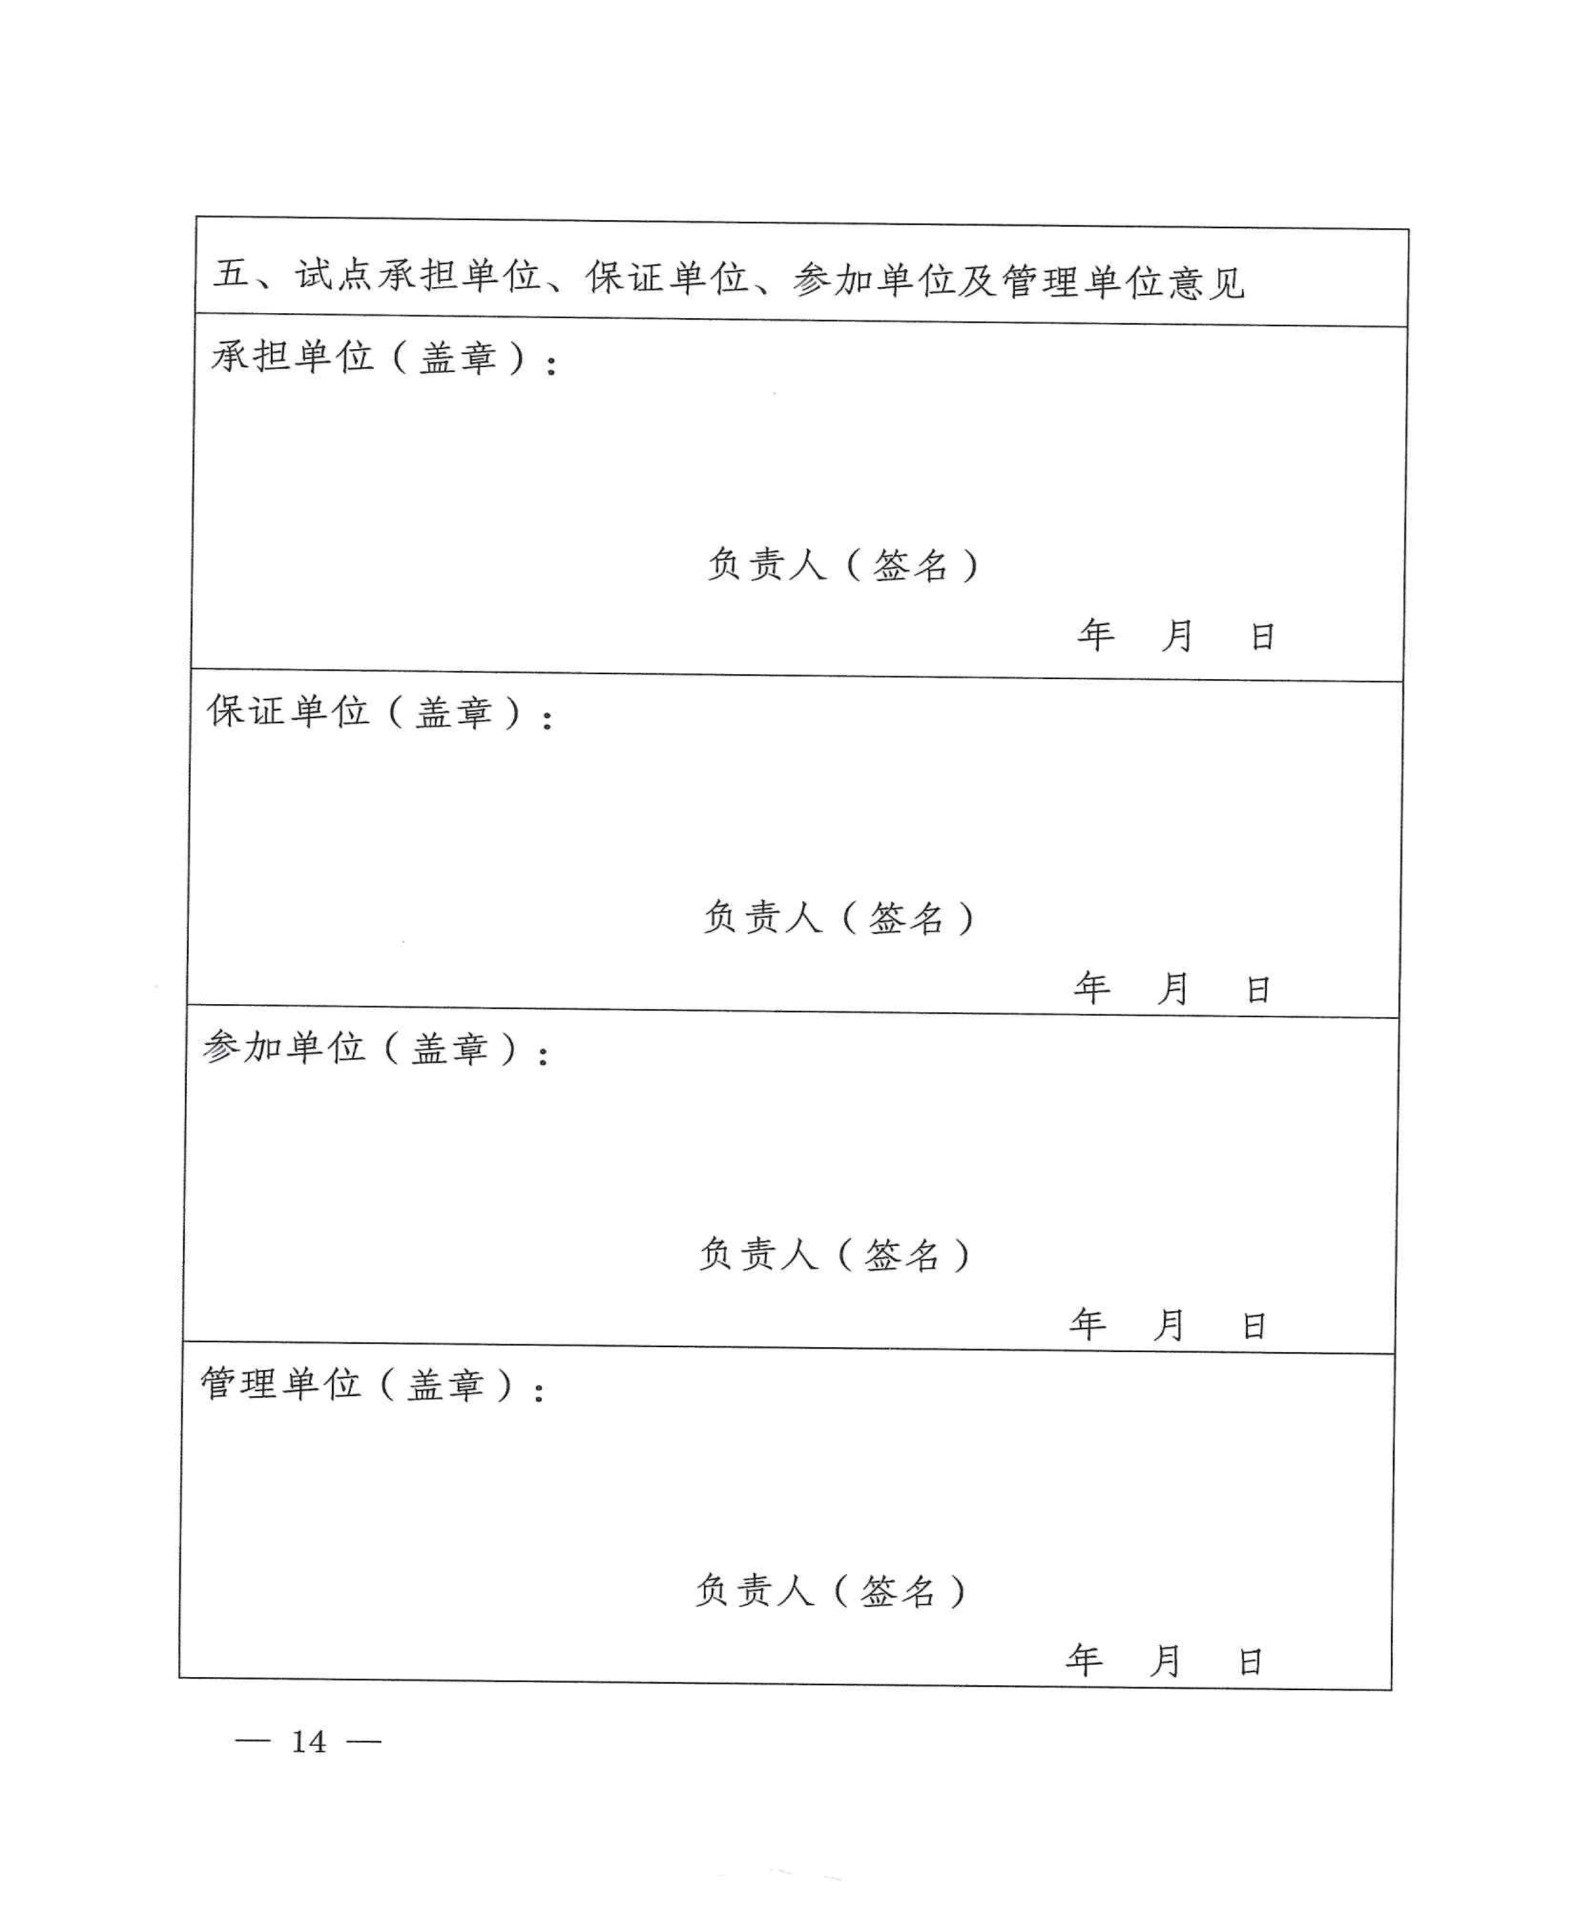 五、试点承担单位、保证单位、参加单位及管理单位意见
承担单位（盖章）：
负责人（签名）
年 月 日
保证单位（盖章）：
负责人（签名）
年 月 日
参加单位（盖章）：
负责人（签名）
年 月 日
管理单位（盖章）：
负责人（签名）
年 月 日
— 14 —